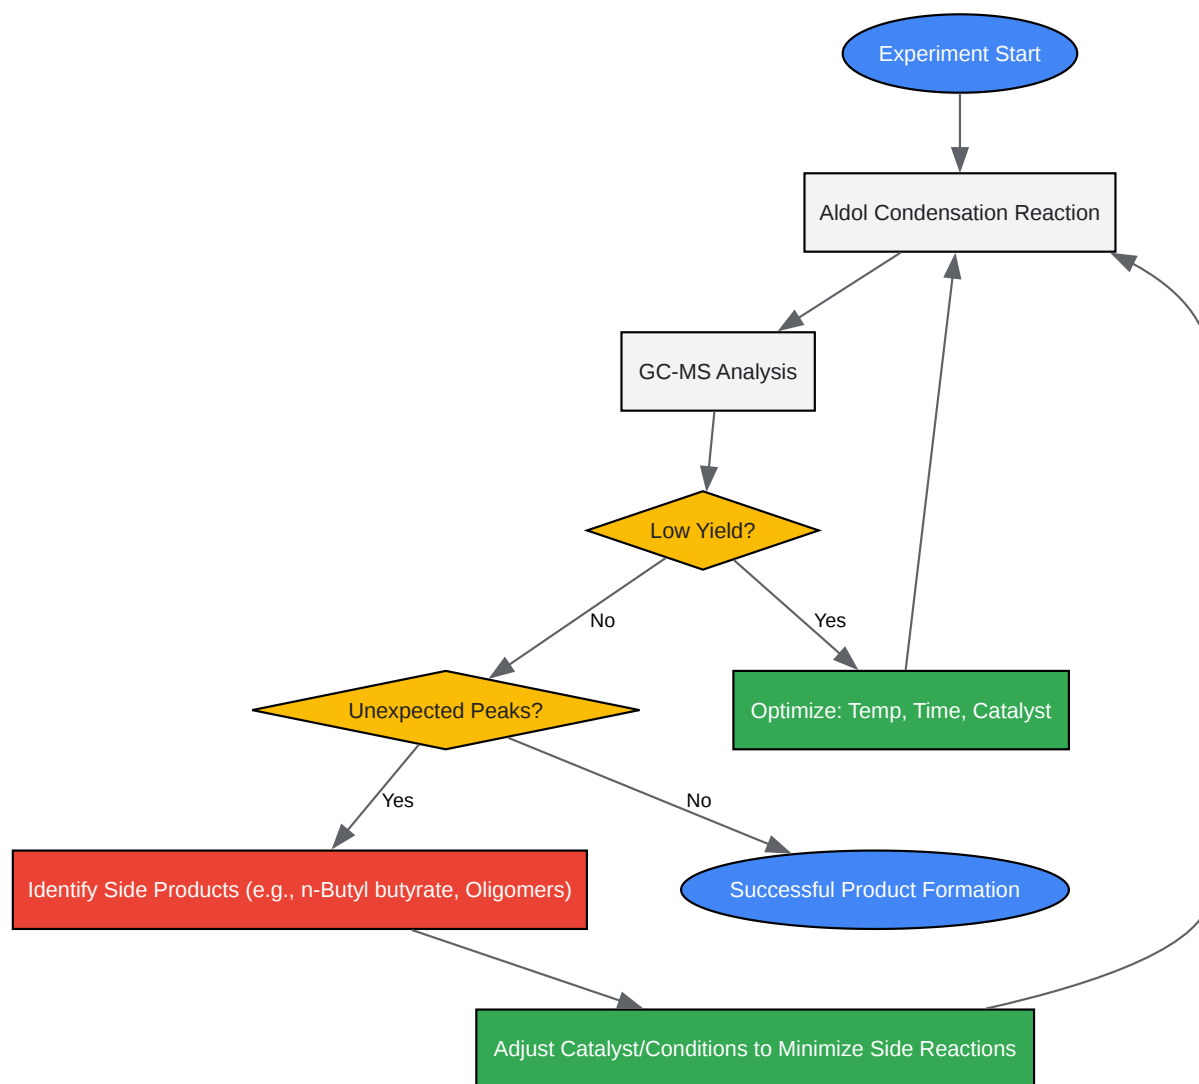 Experiment Start
Aldol Condensation Reaction
GC-MS Analysis
Low Yield?
No
Yes
Unexpected Peaks?
Optimize: Temp, Time, Catalyst
Yes
No
Identify Side Products (e.g., n-Butyl butyrate, Oligomers)
Successful Product Formation
Adjust Catalyst/Conditions to Minimize Side Reactions